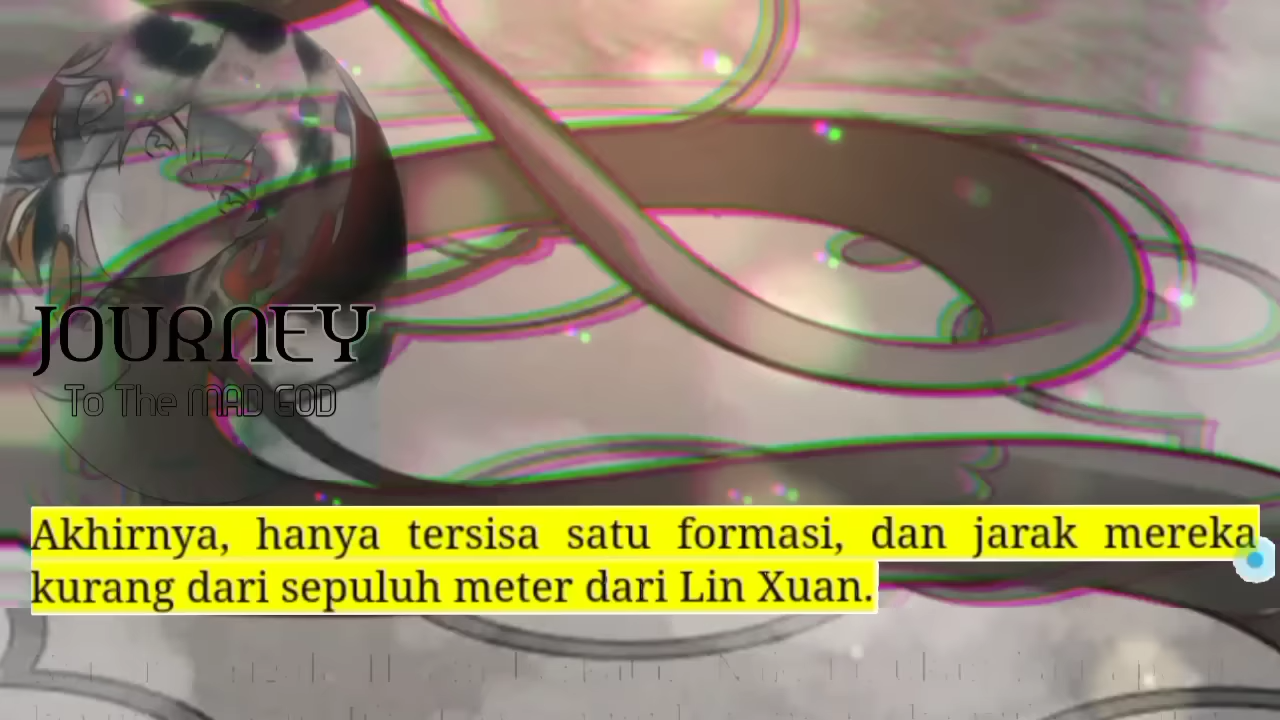 JOURNEY
To The MAD GOD
Akhirnya, hanya tersisa satu formasi, dan jarak mereka
kurang dari sepuluh meter dari Lin Xuan.